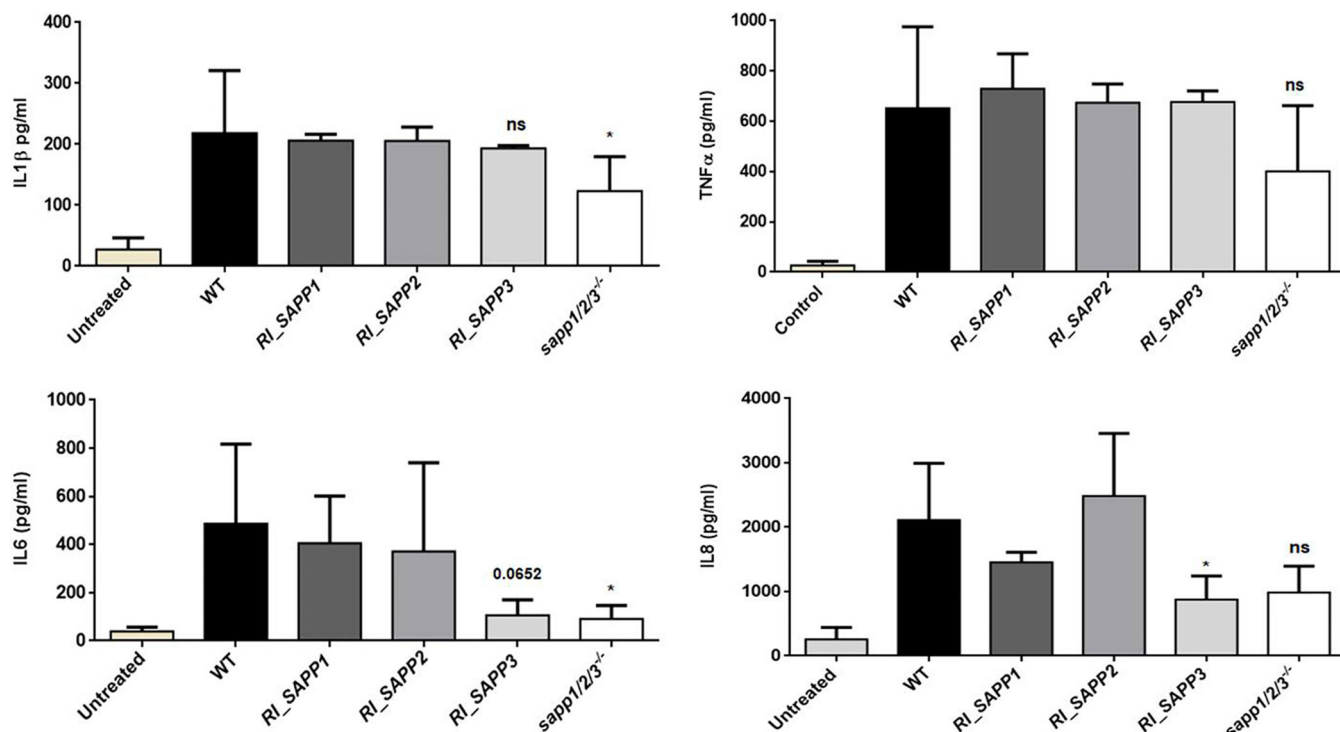 IL1β pg/ml
400
300
200
100
0
ns
*
Untreated
WT
RI_SAPP1
RI_SAPP2
RI_SAPP3
sapp1/2/3-/-
TNFα (pg/ml)
1000
800
600
400
200
0
ns
Control
WT
RI_SAPP1
RI_SAPP2
RI_SAPP3
sapp1/2/3-/-
IL6 (pg/ml)
1000
800
600
400
200
0
0.0652
*
Untreated
WT
RI_SAPP1
RI_SAPP2
RI_SAPP3
sapp1/2/3-/-
IL8 (pg/ml)
4000
3000
2000
1000
0
*
ns
Untreated
WT
RI_SAPP1
RI_SAPP2
RI_SAPP3
sapp1/2/3-/-